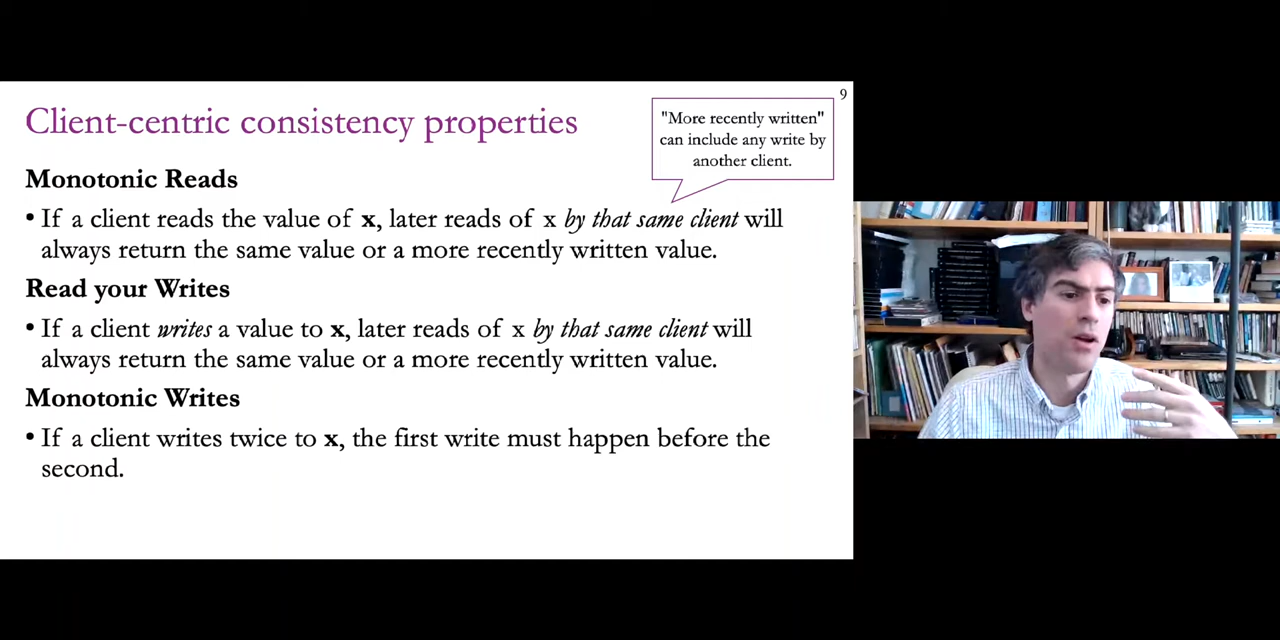 9
Client-centric consistency properties
"More recently written"
can include any write by
another client.
Monotonic Reads
• If a client reads the value of x, later reads of x by that same client will
always return the same value or a more recently written value.
Read your Writes
• If a client writes a value to x, later reads of x by that same client will
always return the same value or a more recently written value.
Monotonic Writes
• If a client writes twice to x, the first write must happen before the
second.